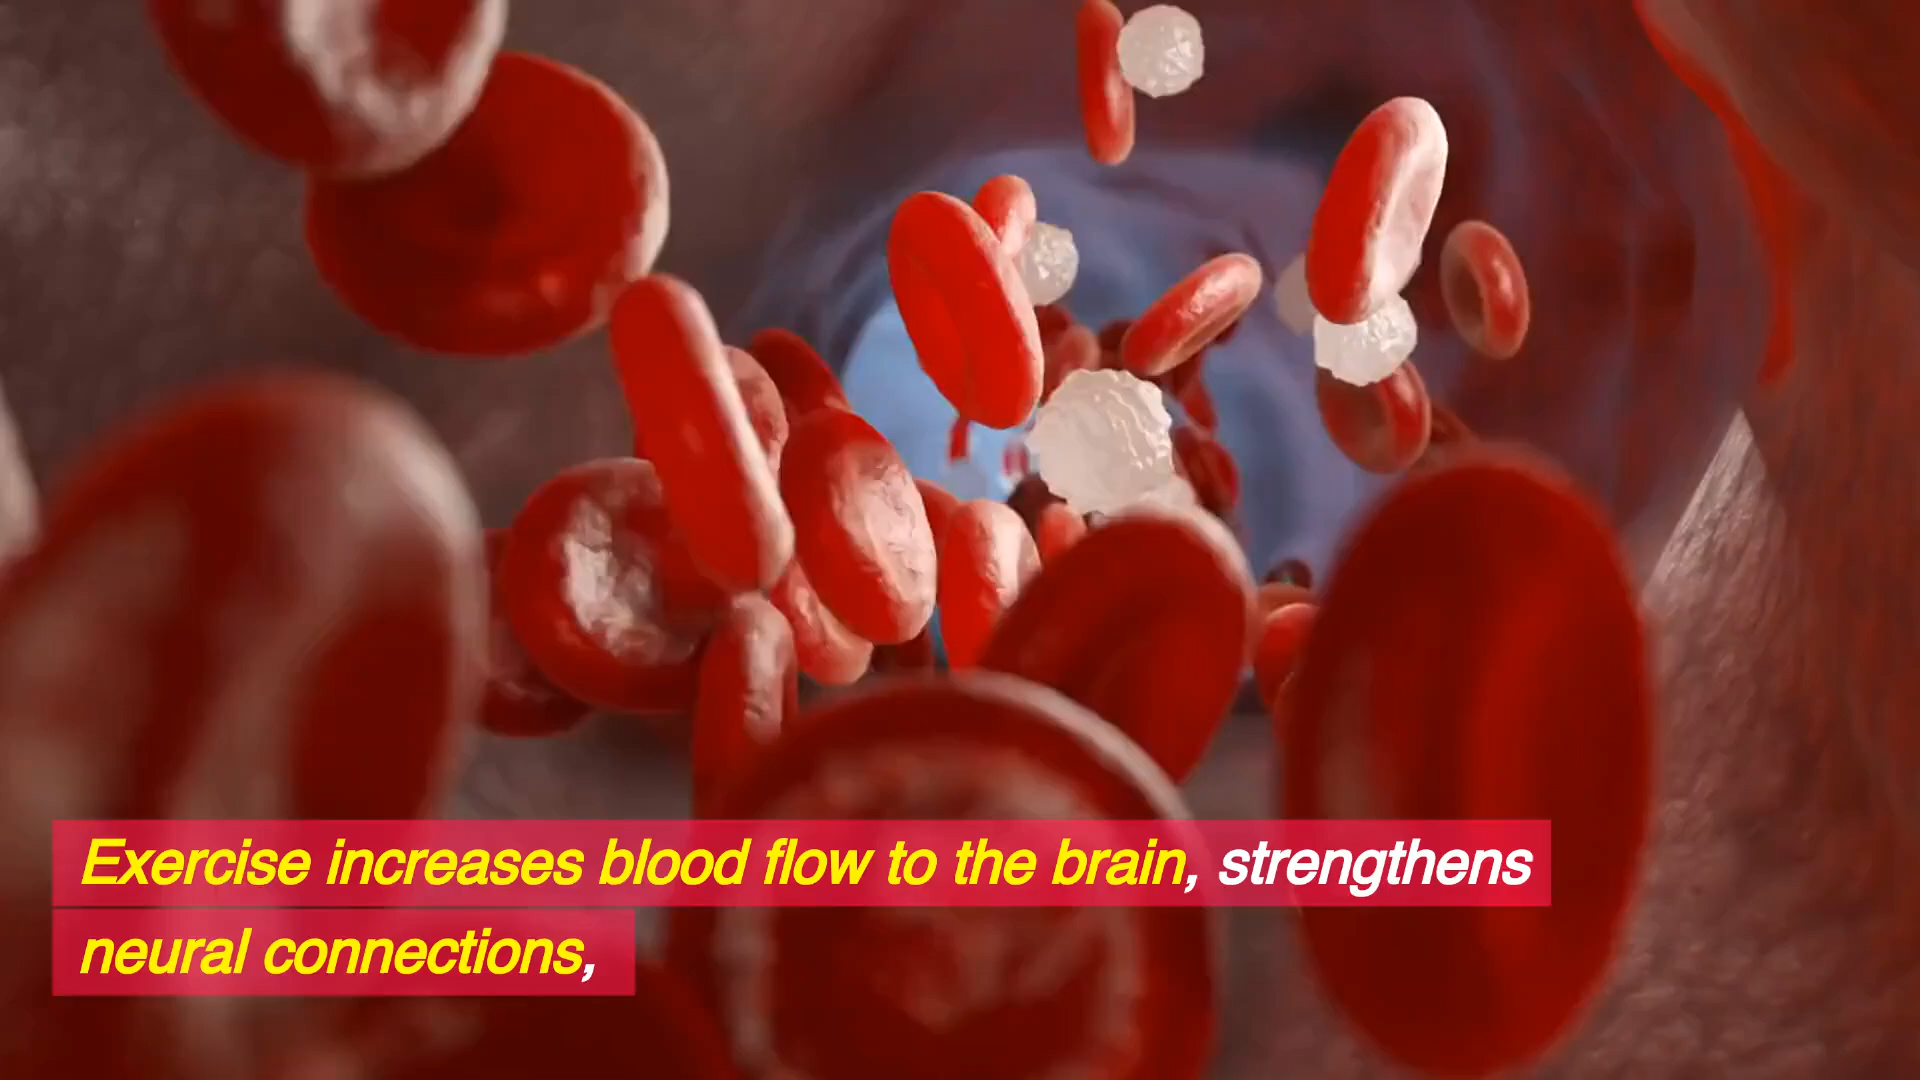 Exercise increases blood flow to the brain, strengthens
neural connections,